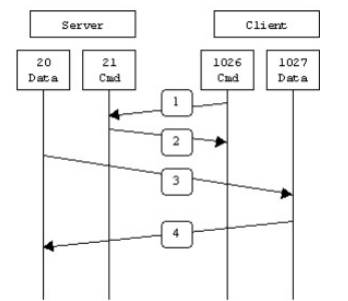 Server Client
20 21 1026 1027
Data Cmd Cmd Data
1
2
3
4